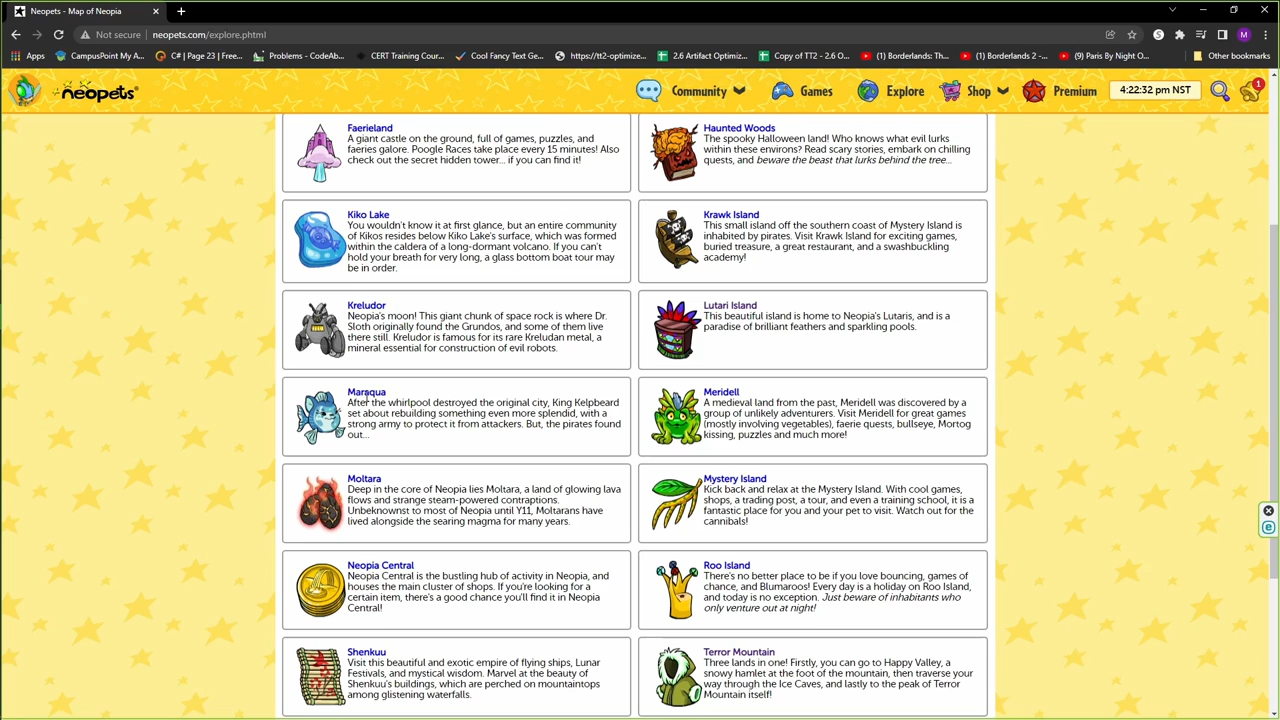 Neopets - Map of Neopia
Not secure
neopets.com/explore.phtml
M
Apps
CampusPoint My A...
C# | Page 23 | Free...
Problems - CodeAb...
CERT Training Cour...
Cool Fancy Text Ge...
https://tt2-optimize...
2.6 Artifact Optimiz...
Copy of TT2 - 2.6 O...
(1) Borderlands: Th...
(1) Borderlands 2 -...
(9) Paris By Night O...
Other bookmarks
neopets
Community
Games
Explore
Shop
Premium
4:22:32 pm NST
1
Faerieland
A giant castle on the ground, full of games, puzzles, and
faeries galore. Poogle Races take place every 15 minutes! Also
check out the secret hidden tower... if you can find it!
Haunted Woods
The spooky Halloween land! Who knows what evil lurks
within these environs? Read scary stories, embark on chilling
quests, and beware the beast that lurks behind the tree...
Kiko Lake
You wouldn't know it at first glance, but an entire community
of Kikos resides below Kiko Lake's surface, which was formed
within the caldera of a long-dormant volcano. If you can't
hold your breath for very long, a glass bottom boat tour may
be in order.
Krawk Island
This small island off the southern coast of Mystery Island is
inhabited by pirates. Visit Krawk Island for exciting games,
buried treasure, a great restaurant, and a swashbuckling
academy!
Kreludor
Neopia's moon! This giant chunk of space rock is where Dr.
Sloth originally found the Grundos, and some of them live
there still. Kreludor is famous for its rare Kreludan metal, a
mineral essential for construction of evil robots.
Lutari Island
This beautiful island is home to Neopia's Lutaris, and is a
paradise of brilliant feathers and sparkling pools.
Maraqua
After the whirlpool destroyed the original city, King Kelpbeard
set about rebuilding something even more splendid, with a
strong army to protect it from attackers. But, the pirates found
out...
Meridell
A medieval land from the past, Meridell was discovered by a
group of unlikely adventurers. Visit Meridell for great games
(mostly involving vegetables), faerie quests, bullseye, Mortog
kissing, puzzles and much more!
Moltara
Deep in the core of Neopia lies Moltara, a land of glowing lava
flows and strange steam-powered contraptions.
Unbeknownst to most of Neopia until Y11, Moltarans have
lived alongside the searing magma for many years.
Mystery Island
Kick back and relax at the Mystery Island. With cool games,
shops, a trading post, a tour, and even a training school, it is a
fantastic place for you and your pet to visit. Watch out for the
cannibals!
Neopia Central
Neopia Central is the bustling hub of activity in Neopia, and
houses the main cluster of shops. If you're looking for a
certain item, there's a good chance you'll find it in Neopia
Central!
Roo Island
There's no better place to be if you love bouncing, games of
chance, and Blumaroos! Every day is a holiday on Roo Island,
and today is no exception. Just beware of inhabitants who
only venture out at night!
Shenkuu
Visit this beautiful and exotic empire of flying ships, Lunar
Festivals, and mystical wisdom. Marvel at the beauty of
Shenkuu's buildings, which are perched on mountaintops
among glistening waterfalls.
Terror Mountain
Three lands in one! Firstly, you can go to Happy Valley, a
snowy hamlet at the foot of the mountain, then traverse your
way through the Ice Caves, and lastly to the peak of Terror
Mountain itself!